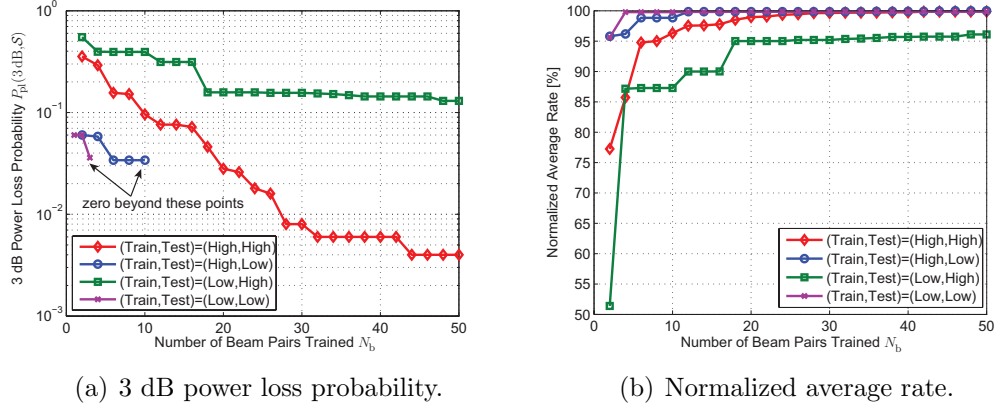 10^0
10^-1
10^-2
10^-3
3 dB Power Loss Probability P_pl(3dB,S)
zero beyond these points
(Train,Test)=(High,High)
(Train,Test)=(High,Low)
(Train,Test)=(Low,High)
(Train,Test)=(Low,Low)
0 10 20 30 40 50
Number of Beam Pairs Trained N_b
(a) 3 dB power loss probability.
100
95
90
85
80
75
70
65
60
55
50
Normalized Average Rate [%]
(Train,Test)=(High,High)
(Train,Test)=(High,Low)
(Train,Test)=(Low,High)
(Train,Test)=(Low,Low)
0 10 20 30 40 50
Number of Beam Pairs Trained N_b
(b) Normalized average rate.